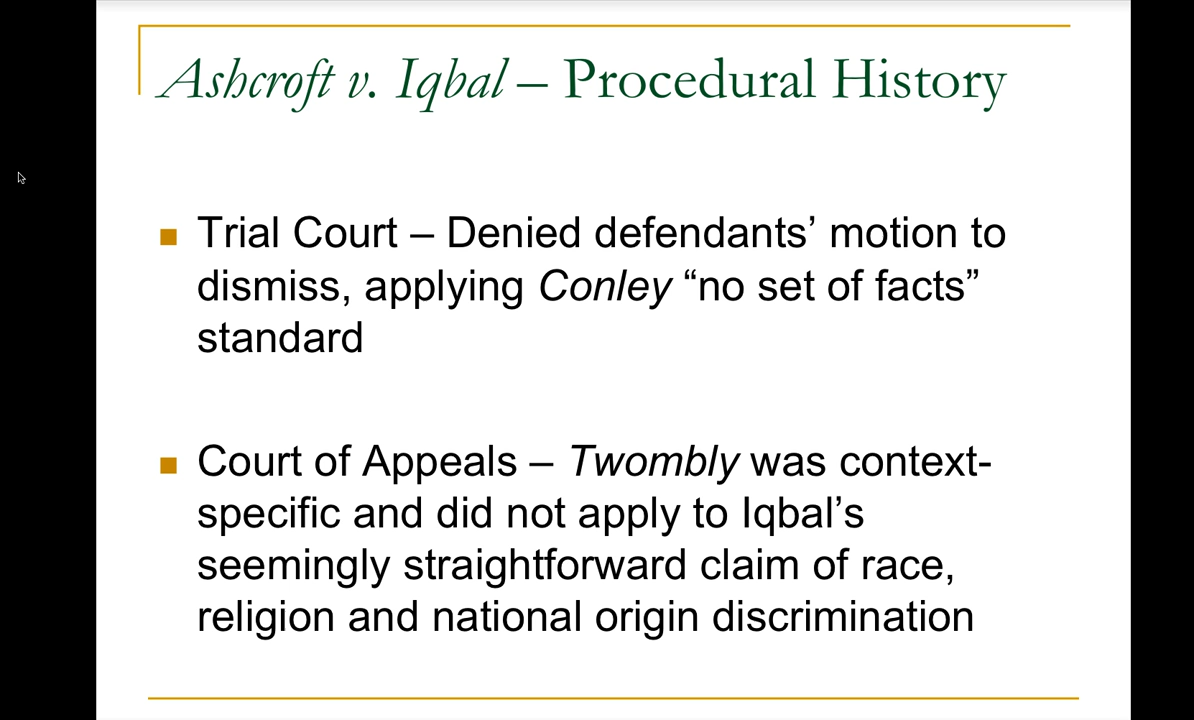 Ashcroft v. Iqbal – Procedural History
Trial Court – Denied defendants’ motion to
dismiss, applying Conley “no set of facts”
standard
Court of Appeals – Twombly was context-
specific and did not apply to Iqbal’s
seemingly straightforward claim of race,
religion and national origin discrimination